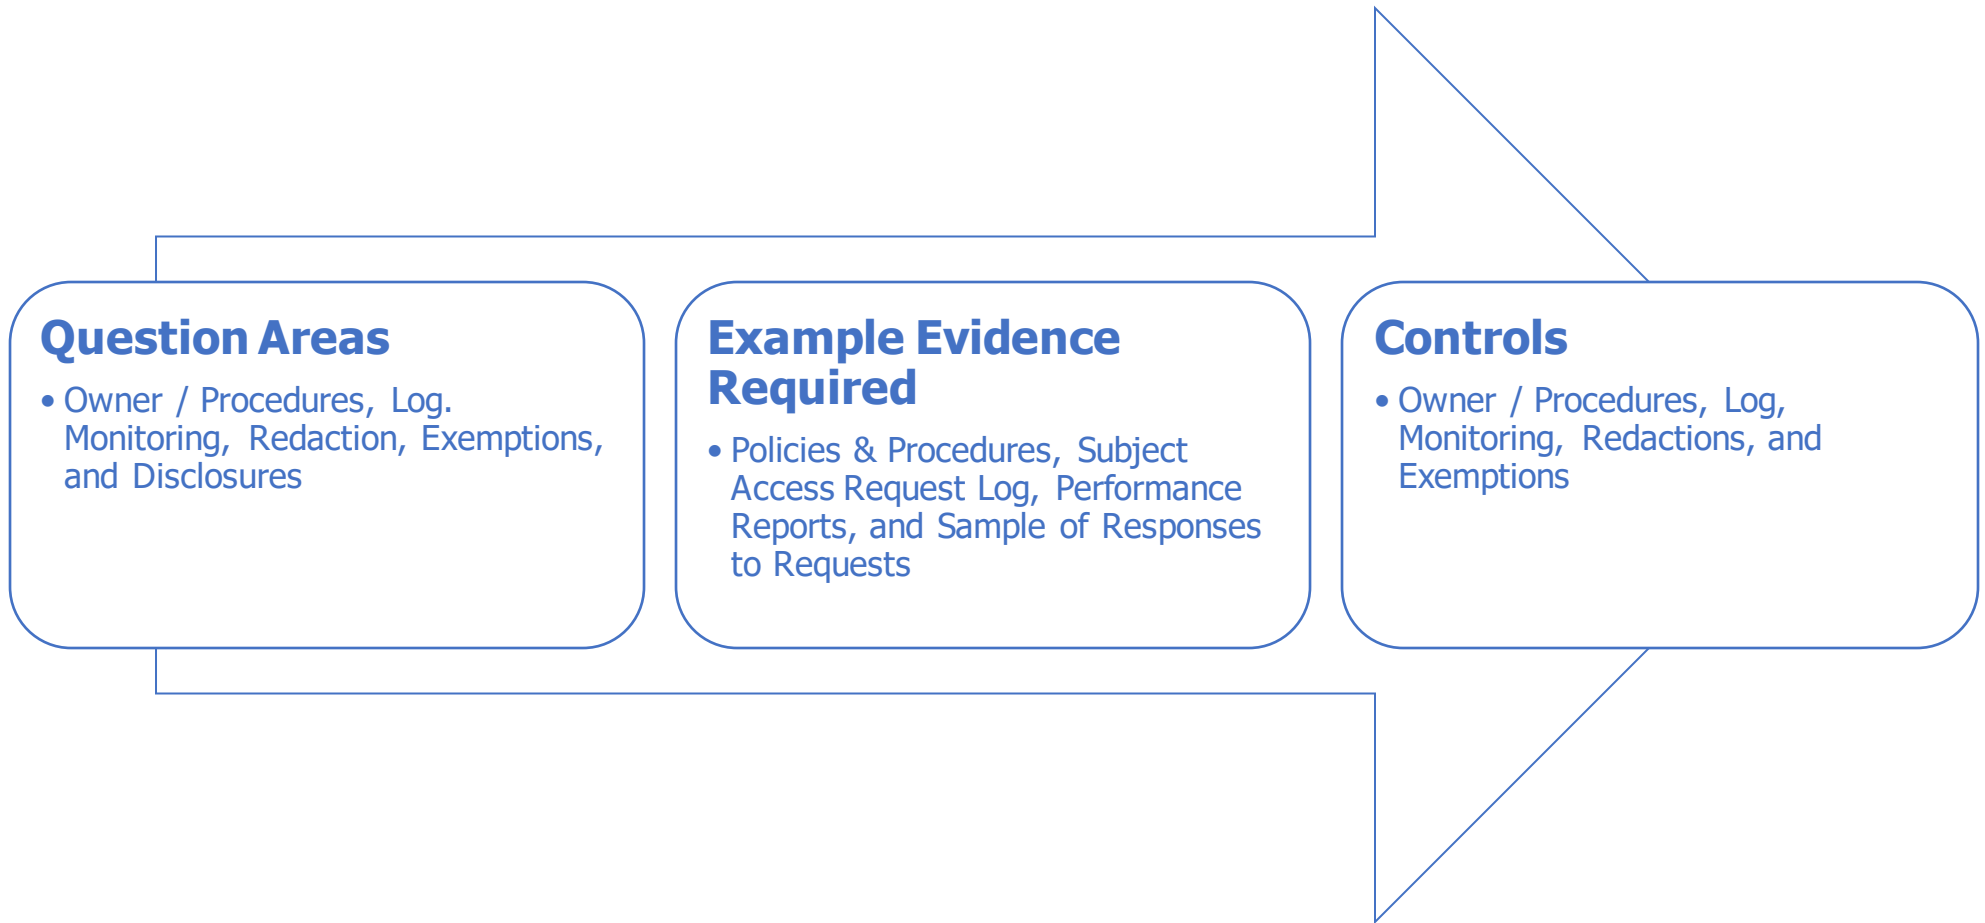 Question Areas
• Owner / Procedures, Log.
Monitoring, Redaction, Exemptions,
and Disclosures
Example Evidence
Required
• Policies & Procedures, Subject
Access Request Log, Performance
Reports, and Sample of Responses
to Requests
Controls
• Owner / Procedures, Log,
Monitoring, Redactions, and
Exemptions